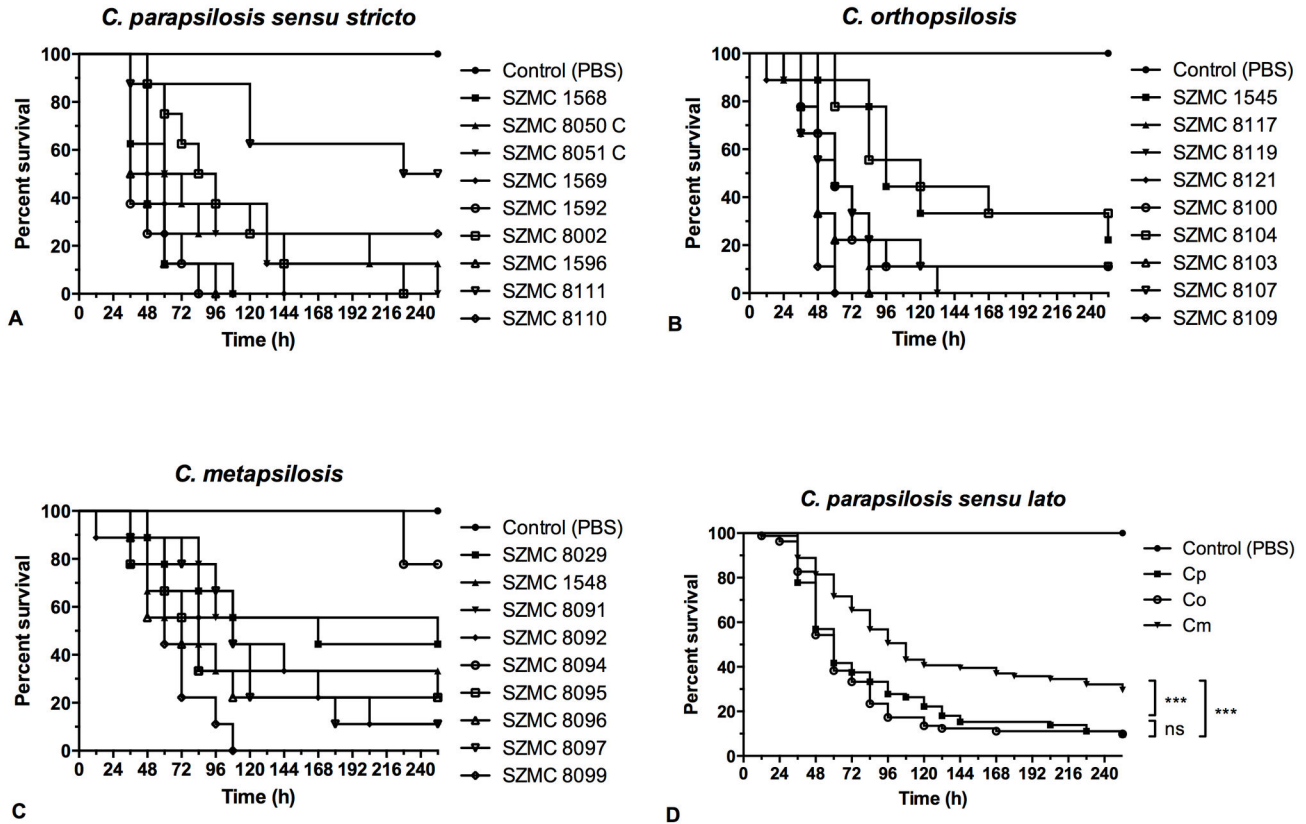 C. parapsilosis sensu stricto
100
80
60
40
20
0
Percent survival
0 24 48 72 96 120 144 168 192 216 240
Time (h)
Control (PBS)
SZMC 1568
SZMC 8050 C
SZMC 8051 C
SZMC 1569
SZMC 1592
SZMC 8002
SZMC 1596
SZMC 8111
SZMC 8110
A
C. orthopsilosis
100
80
60
40
20
0
Percent survival
0 24 48 72 96 120 144 168 192 216 240
Time (h)
Control (PBS)
SZMC 1545
SZMC 8117
SZMC 8119
SZMC 8121
SZMC 8100
SZMC 8104
SZMC 8103
SZMC 8107
SZMC 8109
B
C. metapsilosis
100
80
60
40
20
0
Percent survival
0 24 48 72 96 120 144 168 192 216 240
Time (h)
Control (PBS)
SZMC 8029
SZMC 1548
SZMC 8091
SZMC 8092
SZMC 8094
SZMC 8095
SZMC 8096
SZMC 8097
SZMC 8099
C
C. parapsilosis sensu lato
100
80
60
40
20
0
Percent survival
0 24 48 72 96 120 144 168 192 216 240
Time (h)
Control (PBS)
Cp
Co
Cm
***
ns
***
D